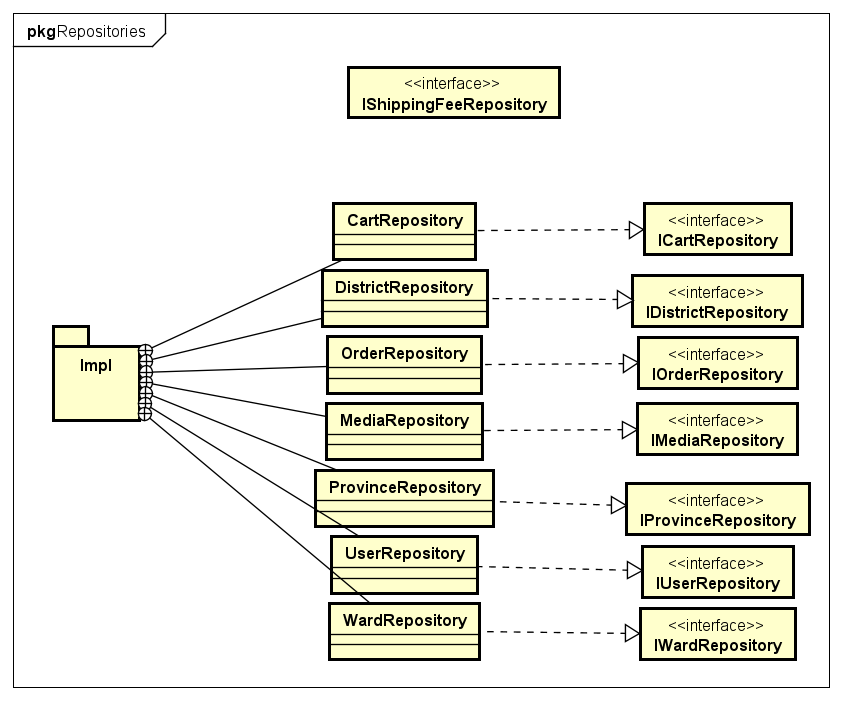 pkgRepositories
<<interface>>
IShippingFeeRepository
CartRepository
<<interface>>
ICartRepository
DistrictRepository
<<interface>>
IDistrictRepository
Impl
OrderRepository
<<interface>>
IOrderRepository
MediaRepository
<<interface>>
IMediaRepository
ProvinceRepository
<<interface>>
IProvinceRepository
UserRepository
<<interface>>
IUserRepository
WardRepository
<<interface>>
IWardRepository